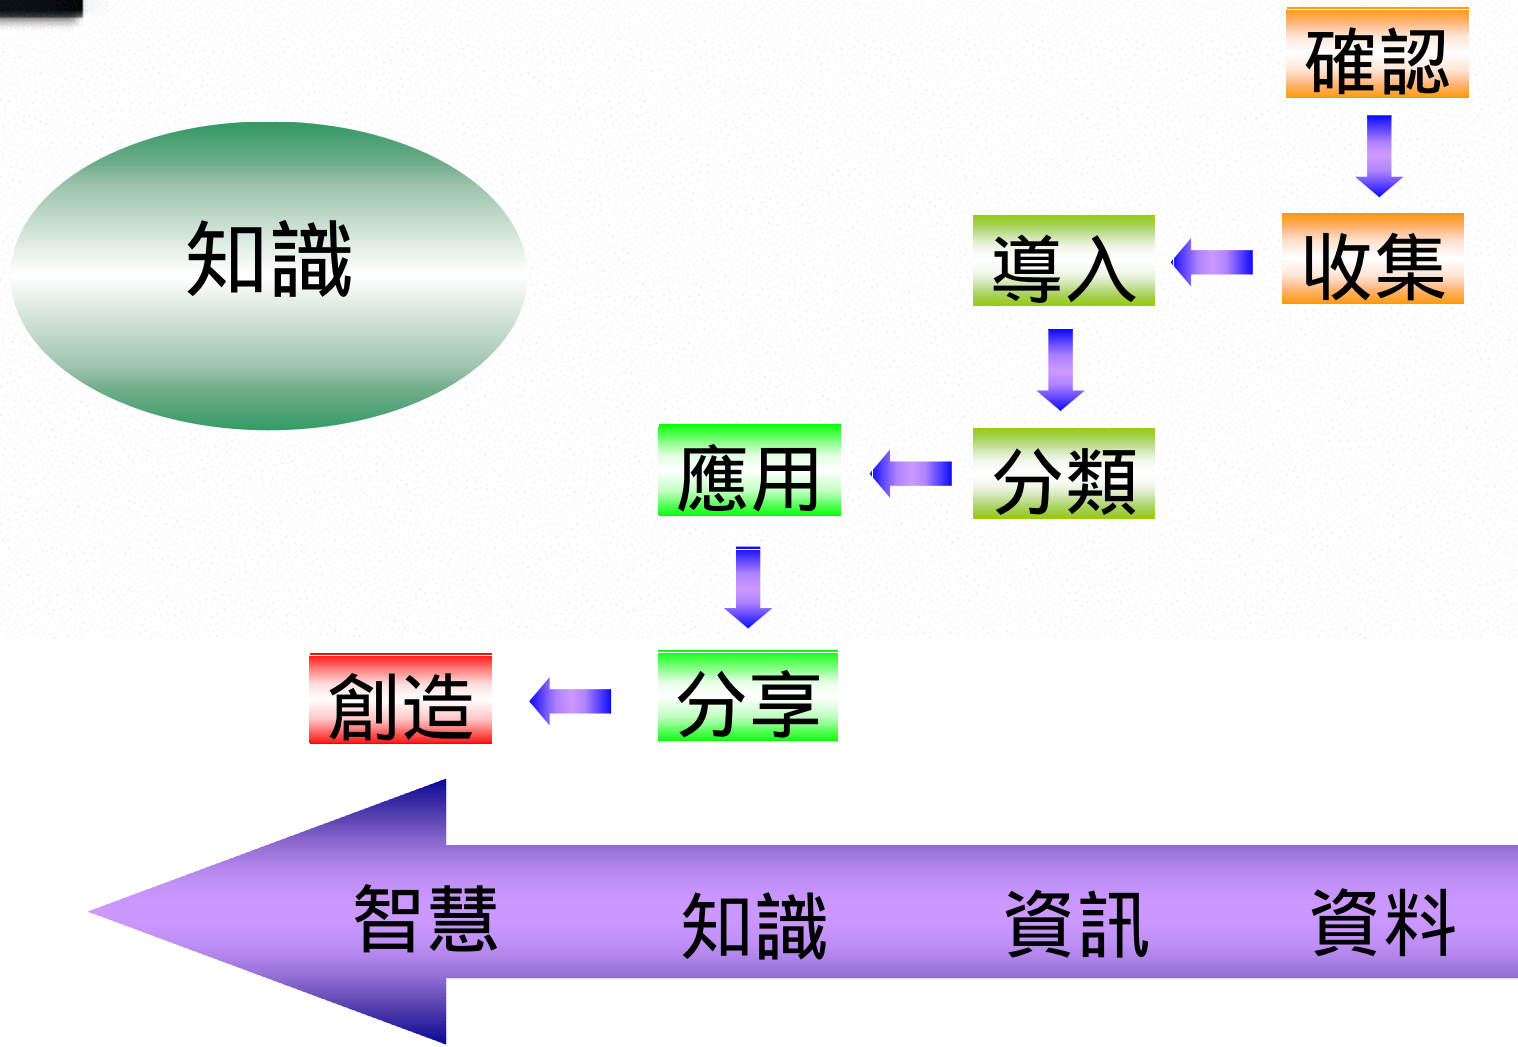 確認
知識
導入
收集
應用
分類
創造
分享
智慧
知識
資訊
資料